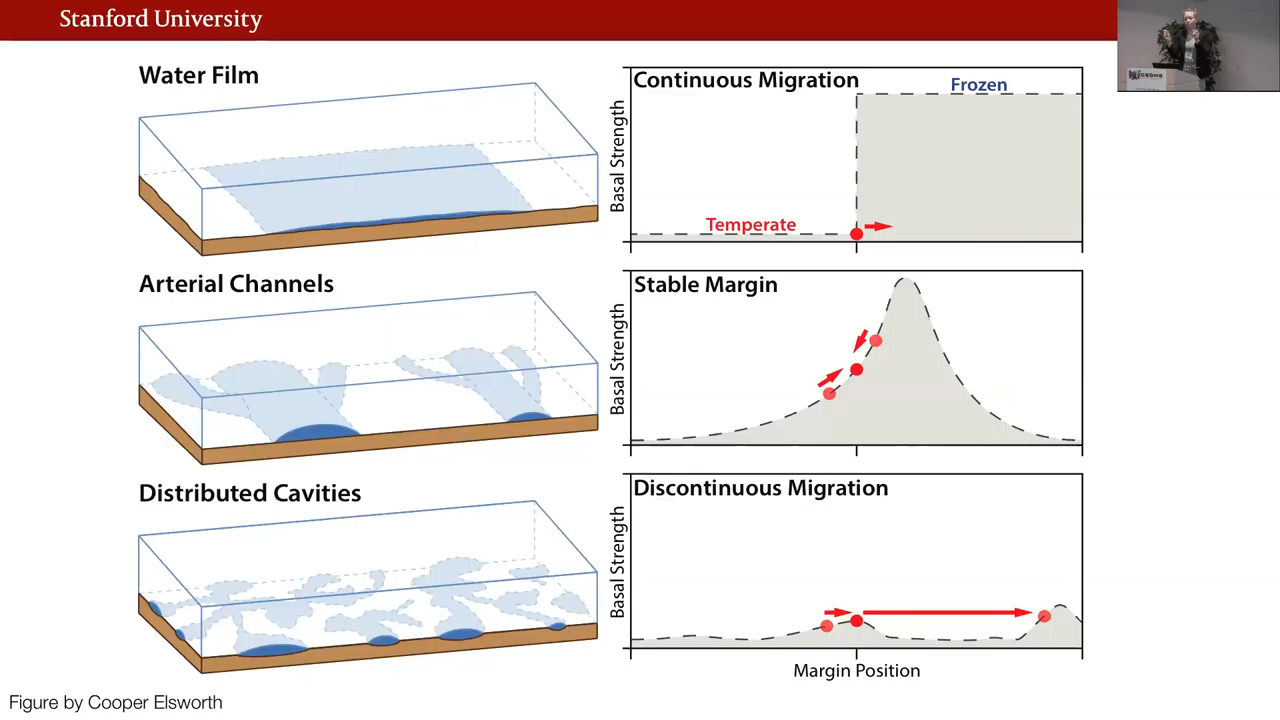 Stanford University
Water Film
Continuous Migration
Frozen
Temperate
Basal Strength
Arterial Channels
Stable Margin
Basal Strength
Distributed Cavities
Discontinuous Migration
Basal Strength
Margin Position
Figure by Cooper Elsworth